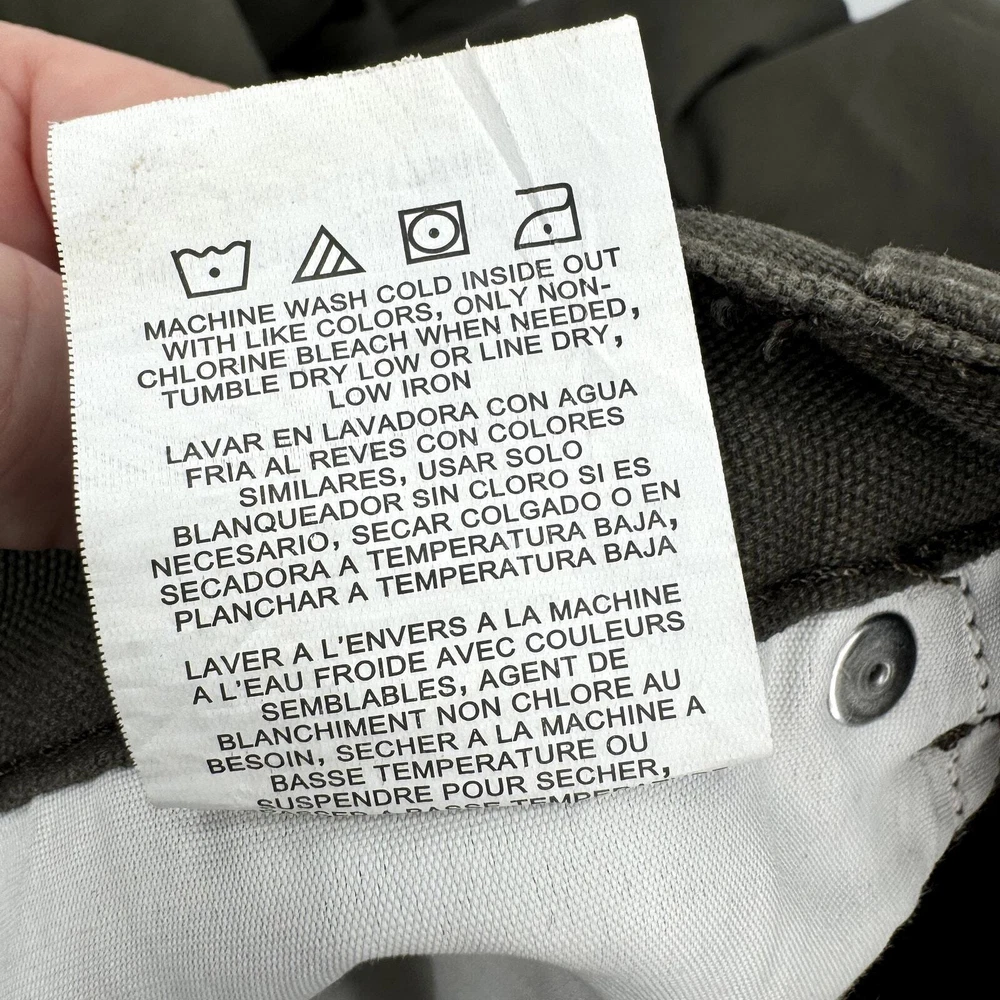 MACHINE WASH COLD INSIDE OUT
WITH LIKE COLORS, ONLY NON-
CHLORINE BLEACH WHEN NEEDED,
TUMBLE DRY LOW OR LINE DRY,
LOW IRON
LAVAR EN LAVADORA CON AGUA
FRIA AL REVES CON COLORES
SIMILARES, USAR SOLO
BLANQUEADOR SIN CLORO SI ES
NECESARIO, SECAR COLGADO O EN
SECADORA A TEMPERATURA BAJA,
PLANCHAR A TEMPERATURA BAJA
LAVER A L'ENVERS A LA MACHINE
A L'EAU FROIDE AVEC COULEURS
SEMBLABLES, AGENT DE
BLANCHIMENT NON CHLORE AU
BESOIN, SECHER A LA MACHINE A
BASSE TEMPERATURE OU
SUSPENDRE POUR SECHER,
A BASSE